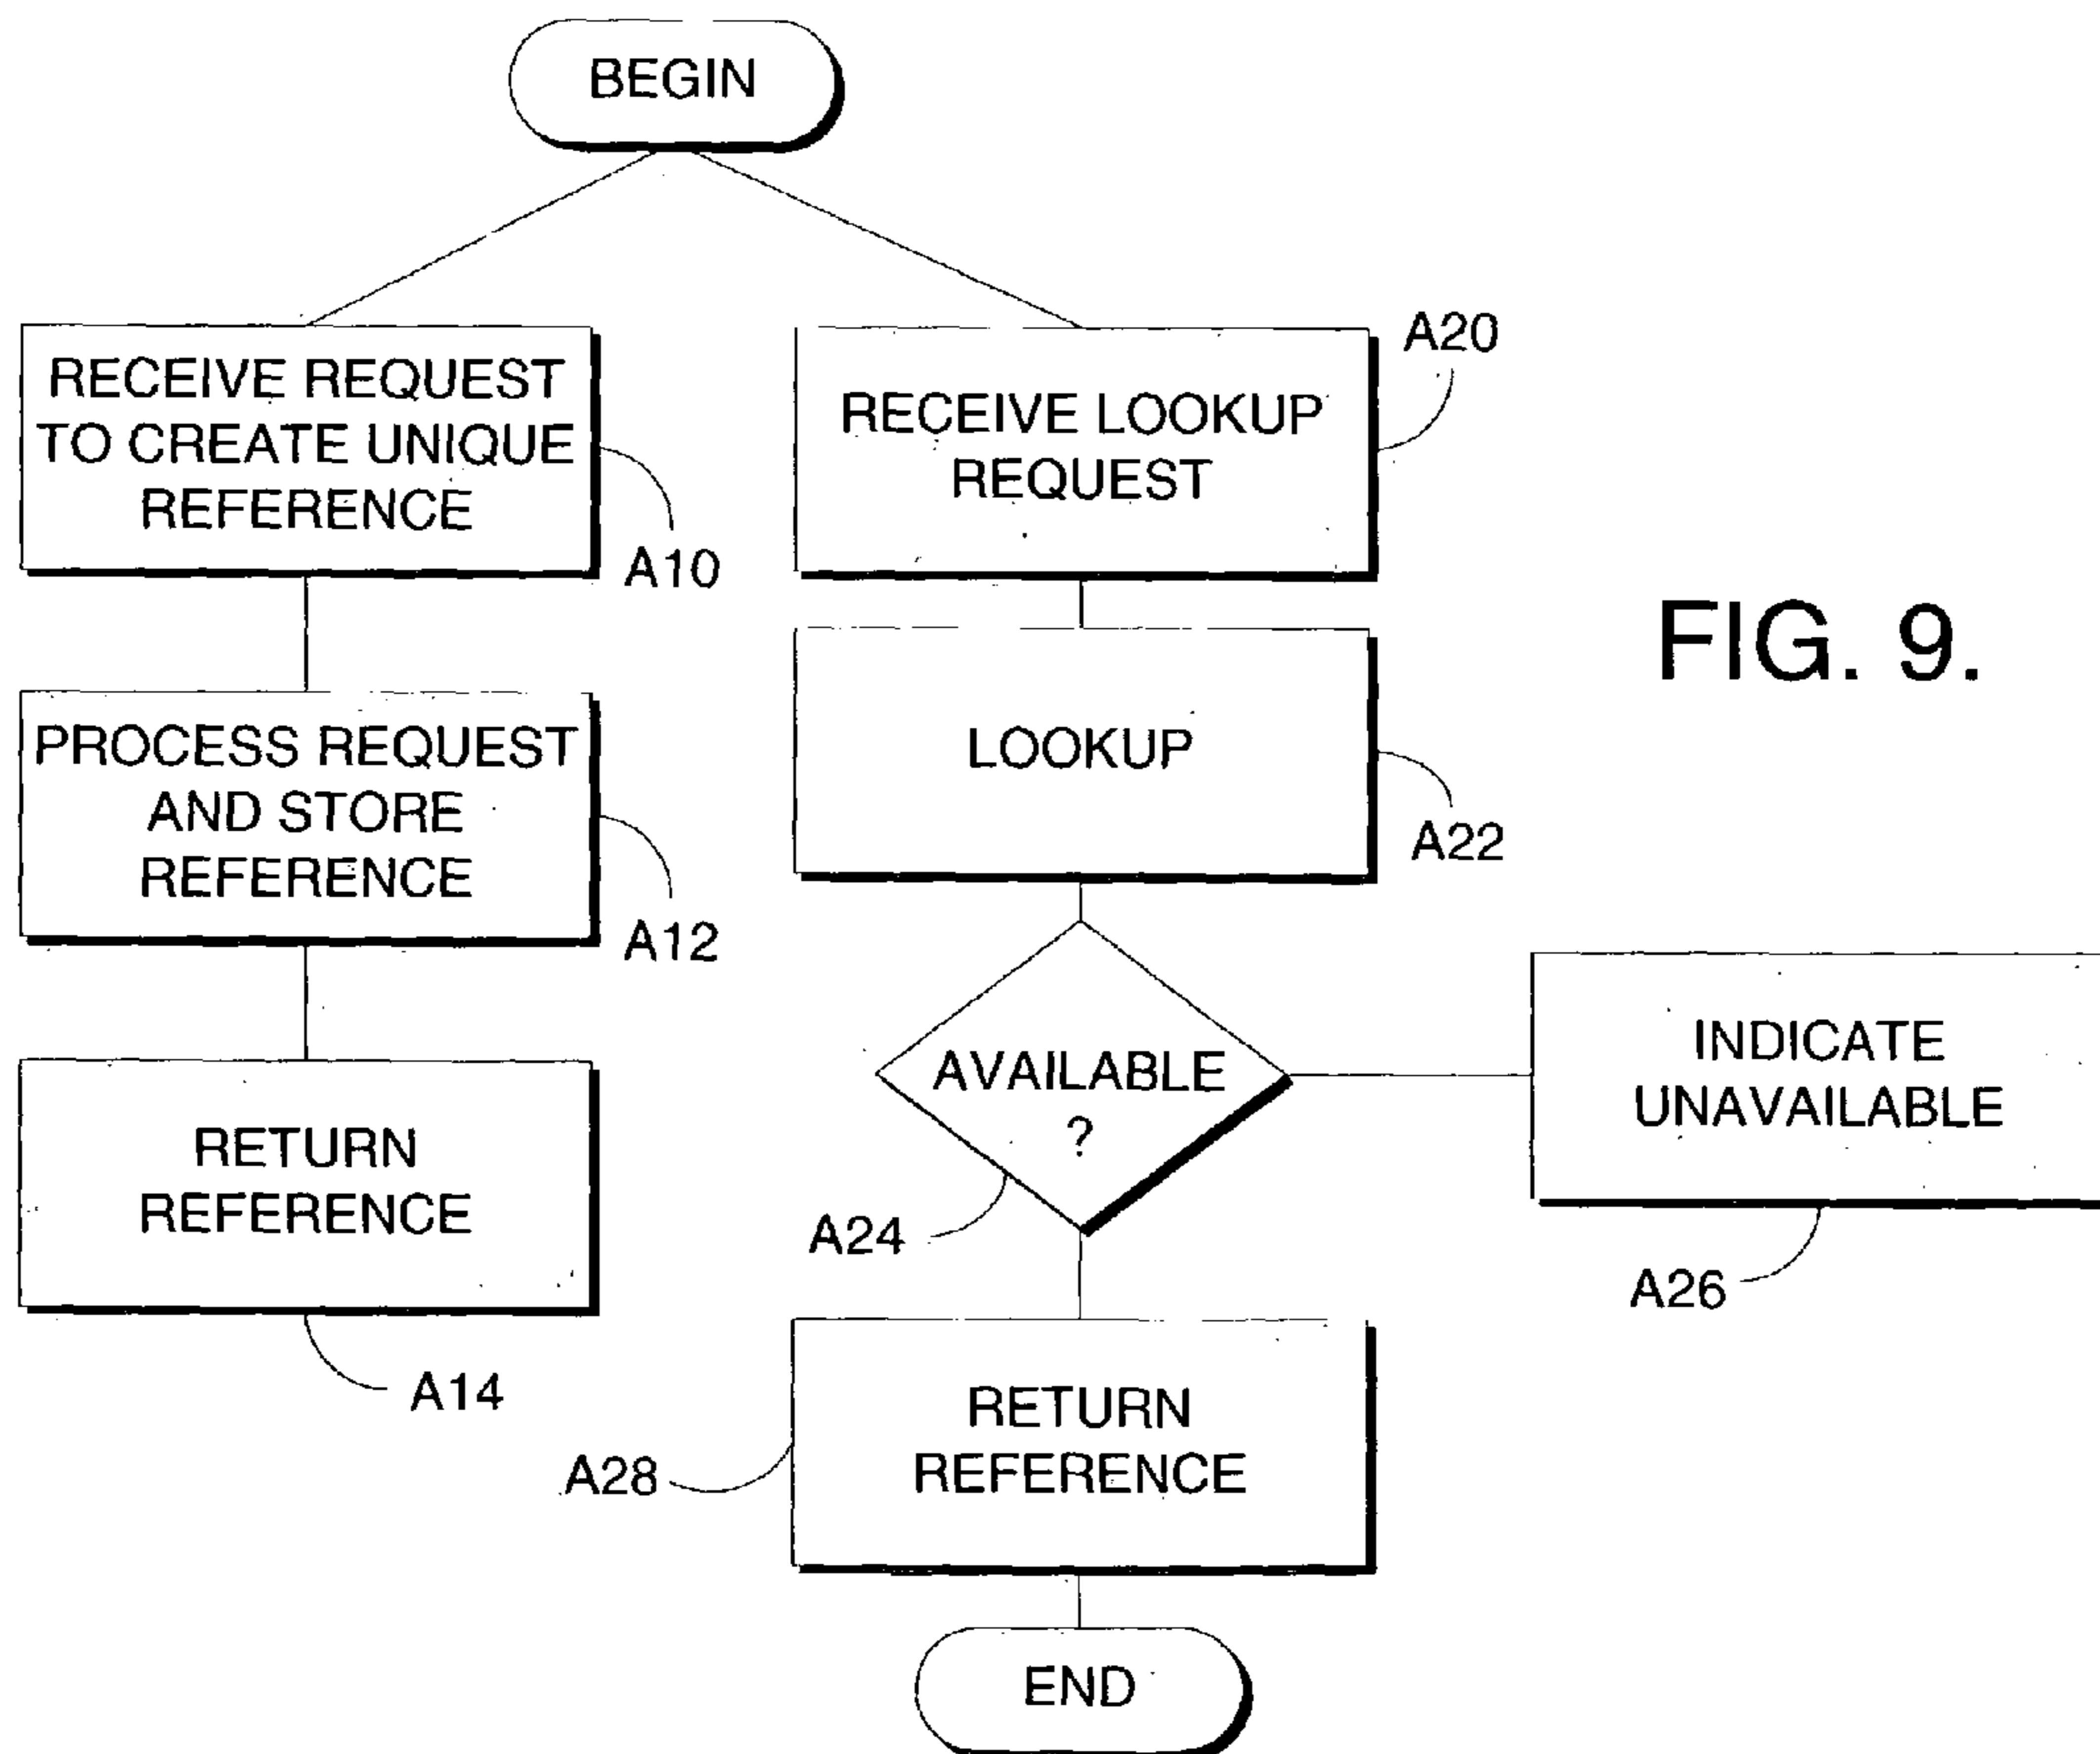 BEGIN
RECEIVE REQUEST
TO CREATE UNIQUE
REFERENCE
A10
PROCESS REQUEST
AND STORE
REFERENCE
A12
RETURN
REFERENCE
A14
RECEIVE LOOKUP
REQUEST
A20
LOOKUP
A22
AVAILABLE
?
A24
INDICATE
UNAVAILABLE
A26
RETURN
REFERENCE
A28
END
FIG. 9.